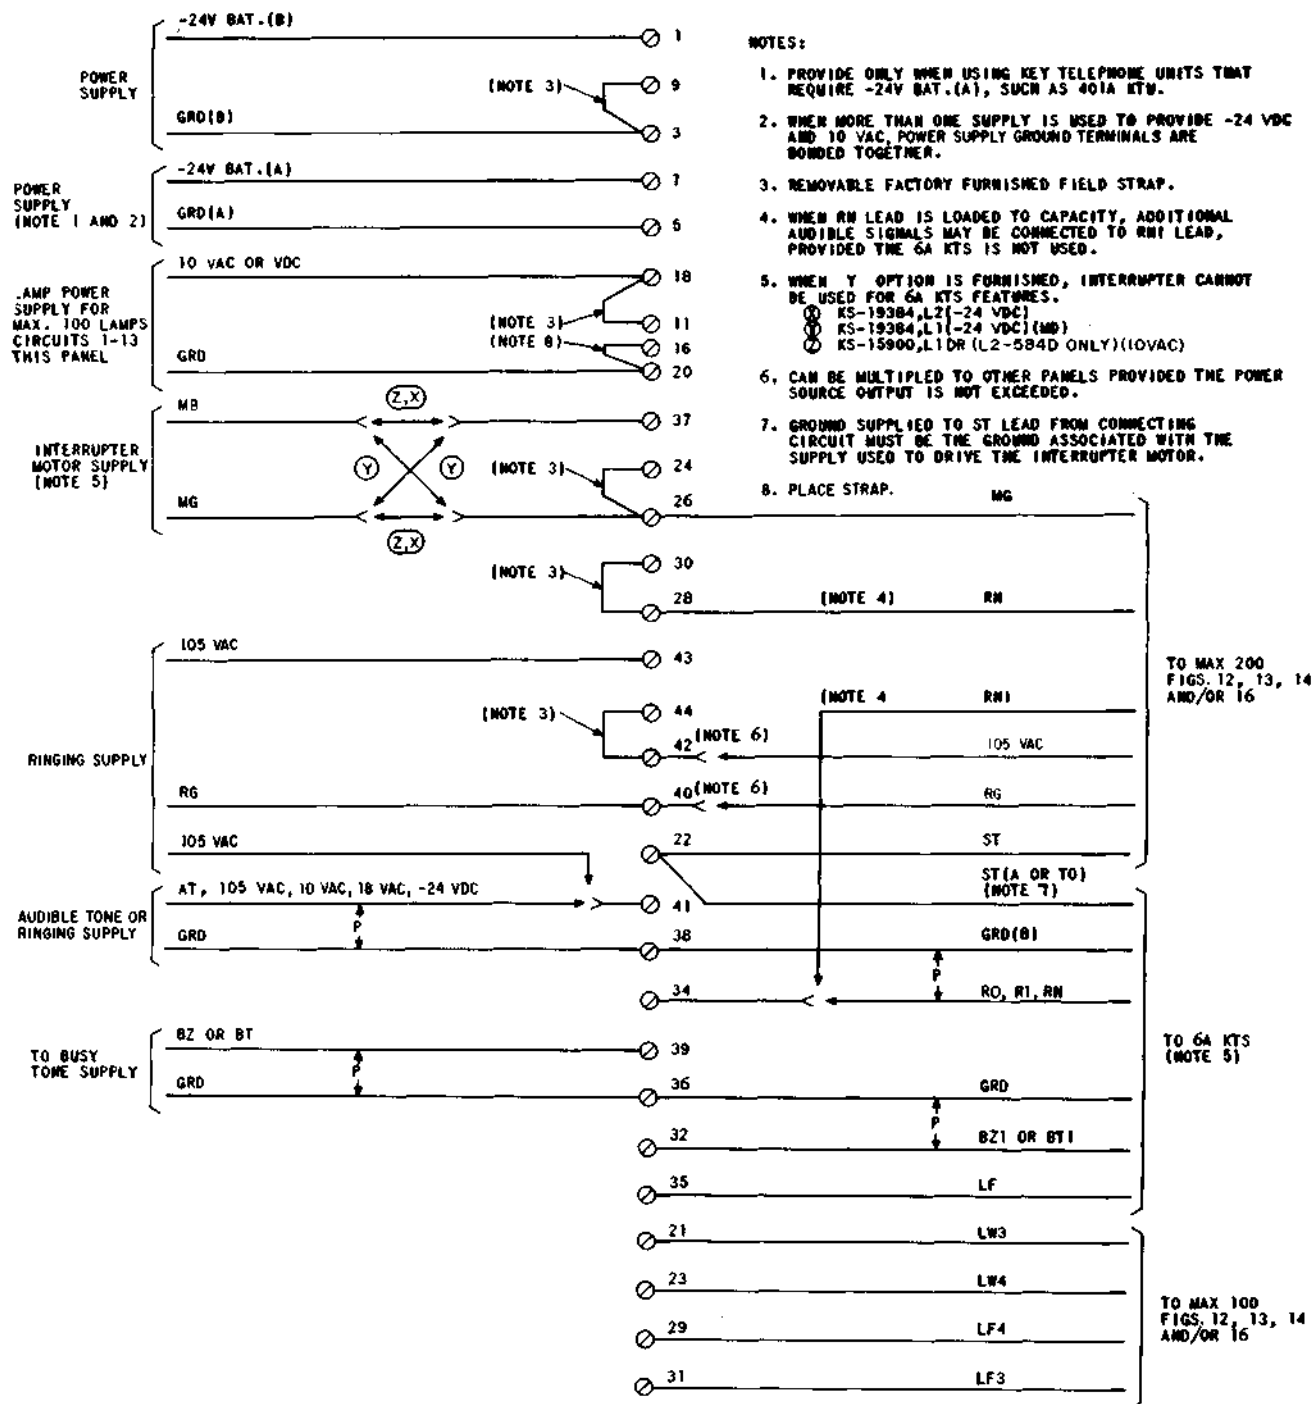 -24V BAT.(B)
1
POWER
SUPPLY
(NOTE 3)
9
GRD(B)
3
-24V BAT.(A)
7
POWER
SUPPLY
(NOTE 1 AND 2)
GRD(A)
5
10 VAC OR VDC
18
LAMP POWER
SUPPLY FOR
MAX. 100 LAMPS
CIRCUITS 1-13
THIS PANEL
(NOTE 3)
11
(NOTE 8)
16
GRD
20
MB
Z,X
37
INTERRUPTER
MOTOR SUPPLY
(NOTE 5)
Y
Y
(NOTE 3)
24
MG
26
Z,X
NOTES:
1. PROVIDE ONLY WHEN USING KEY TELEPHONE UNITS THAT
REQUIRE -24V BAT.(A), SUCH AS 401A KTU.
2. WHEN MORE THAN ONE SUPPLY IS USED TO PROVIDE -24 VDC
AND 10 VAC, POWER SUPPLY GROUND TERMINALS ARE
BONDED TOGETHER.
3. REMOVABLE FACTORY FURNISHED FIELD STRAP.
4. WHEN RN LEAD IS LOADED TO CAPACITY, ADDITIONAL
AUDIBLE SIGNALS MAY BE CONNECTED TO RN1 LEAD,
PROVIDED THE 6A KTS IS NOT USED.
5. WHEN Y OPTION IS FURNISHED, INTERRUPTER CANNOT
BE USED FOR 6A KTS FEATURES.
X KS-19384,L2(-24 VDC)
Y KS-19384,L1(-24 VDC)(MD)
Z KS-15900,L1 DR (L2-584D ONLY)(10VAC)
6. CAN BE MULTIPLED TO OTHER PANELS PROVIDED THE POWER
SOURCE OUTPUT IS NOT EXCEEDED.
7. GROUND SUPPLIED TO ST LEAD FROM CONNECTING
CIRCUIT MUST BE THE GROUND ASSOCIATED WITH THE
SUPPLY USED TO DRIVE THE INTERRUPTER MOTOR.
8. PLACE STRAP.
MG
(NOTE 3)
30
28
(NOTE 4)
RN
105 VAC
43
TO MAX 200
FIGS. 12, 13, 14
AND/OR 16
(NOTE 3)
44
(NOTE 4
RN1
RINGING SUPPLY
42
(NOTE 6)
105 VAC
RG
40
(NOTE 6)
RG
105 VAC
22
ST
AUDIBLE TONE OR
RINGING SUPPLY
AT, 105 VAC, 10 VAC, 18 VAC, -24 VDC
41
ST(A OR TO)
(NOTE 7)
P
GRD
38
GRD(B)
P
34
RO, R1, RN
TO BUSY
TONE SUPPLY
BZ OR BT
39
TO 6A KTS
(NOTE 5)
P
GRD
36
GRD
P
32
BZ1 OR BT1
35
LF
21
LW3
23
LW4
TO MAX 100
FIGS. 12, 13, 14
AND/OR 16
29
LF4
31
LF3